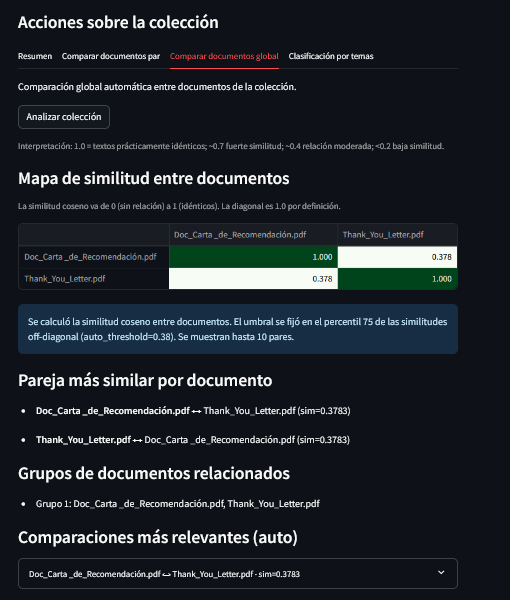 Acciones sobre la colección
Resumen Comparar documentos par Comparar documentos global Clasificación por temas
Comparación global automática entre documentos de la colección.
Analizar colección
Interpretación: 1.0 = textos prácticamente idénticos; ~0.7 fuerte similitud; ~0.4 relación moderada; <0.2 baja similitud.
Mapa de similitud entre documentos
La similitud coseno va de 0 (sin relación) a 1 (idénticos). La diagonal es 1.0 por definición.
Doc_Carta _de_Recomendación.pdf Thank_You_Letter.pdf
Doc_Carta _de_Recomendación.pdf 1.000 0.378
Thank_You_Letter.pdf 0.378 1.000
Se calculó la similitud coseno entre documentos. El umbral se fijó en el percentil 75 de las similitudes
off-diagonal (auto_threshold=0.38). Se muestran hasta 10 pares.
Pareja más similar por documento
• Doc_Carta _de_Recomendación.pdf ↔ Thank_You_Letter.pdf (sim=0.3783)
• Thank_You_Letter.pdf ↔ Doc_Carta _de_Recomendación.pdf (sim=0.3783)
Grupos de documentos relacionados
• Grupo 1: Doc_Carta _de_Recomendación.pdf, Thank_You_Letter.pdf
Comparaciones más relevantes (auto)
Doc_Carta _de_Recomendación.pdf ↔ Thank_You_Letter.pdf · sim=0.3783